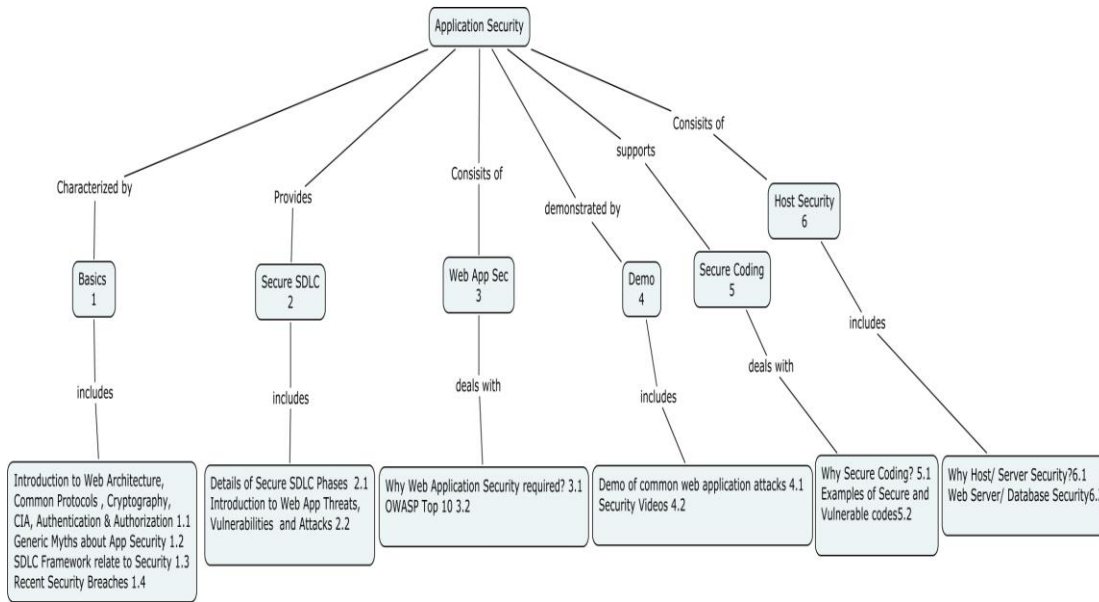 Application Security
Consisits of
supports
Characterized by
Provides
Consisits of
demonstrated by
Host Security
6
Basics
1
Secure SDLC
2
Web App Sec
3
Demo
4
Secure Coding
5
includes
includes
includes
deals with
includes
deals with
Introduction to Web Architecture,
Common Protocols , Cryptography,
CIA, Authentication & Authorization 1.1
Generic Myths about App Security 1.2
SDLC Framework relate to Security 1.3
Recent Security Breaches 1.4
Details of Secure SDLC Phases 2.1
Introduction to Web App Threats,
Vulnerabilities and Attacks 2.2
Why Web Application Security required? 3.1
OWASP Top 10 3.2
Demo of common web application attacks 4.1
Security Videos 4.2
Why Secure Coding? 5.1
Examples of Secure and
Vulnerable codes5.2
Why Host/ Server Security?6.1
Web Server/ Database Security